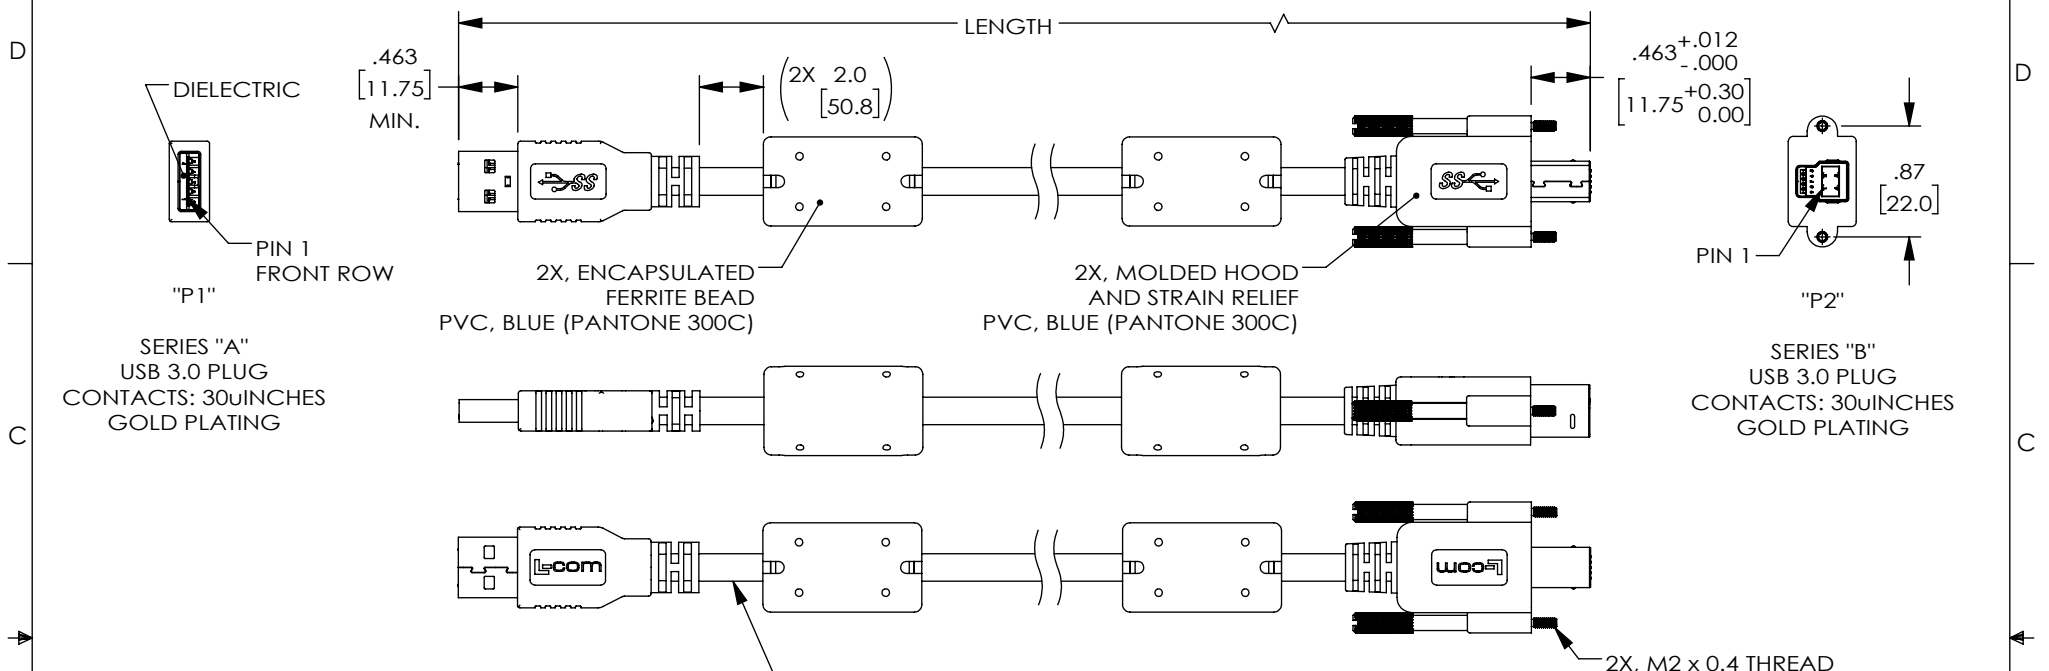 LENGTH
D
D
.463
[11.75]
MIN.
(2X 2.0
[50.8])
.463 +.012
-.000
[11.75 +0.30
0.00]
DIELECTRIC
PIN 1
FRONT ROW
"P1"
SERIES "A"
USB 3.0 PLUG
CONTACTS: 30uINCHES
GOLD PLATING
SS
SS
2X, ENCAPSULATED
FERRITE BEAD
PVC, BLUE (PANTONE 300C)
2X, MOLDED HOOD
AND STRAIN RELIEF
PVC, BLUE (PANTONE 300C)
.87
[22.0]
PIN 1
"P2"
SERIES "B"
USB 3.0 PLUG
CONTACTS: 30uINCHES
GOLD PLATING
C
C
L-com
L-com
2X, M2 x 0.4 THREAD